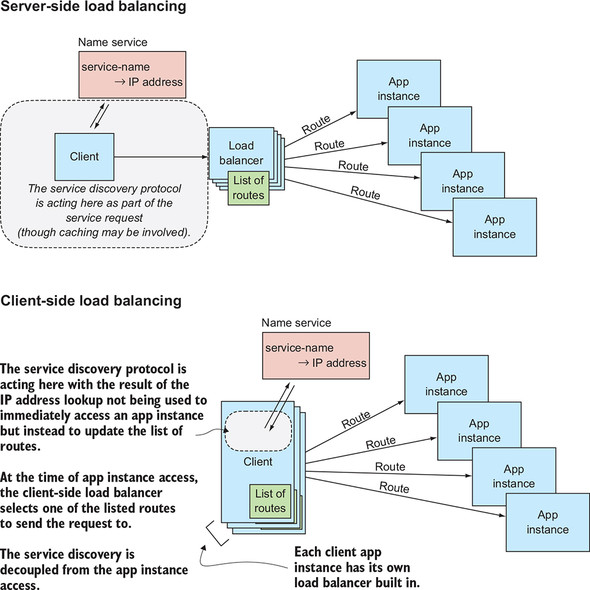 Server-side load balancing
Name service
service-name
→ IP address
Client
The service discovery protocol
is acting here as part of the
service request
(though caching may be involved).
Load
balancer
List of
routes
Route
Route
Route
Route
App
instance
App
instance
App
instance
App
instance
Client-side load balancing
Name service
service-name
→ IP address
The service discovery protocol is
acting here with the result of the
IP address lookup not being used to
immediately access an app instance
but instead to update the list of
routes.
At the time of app instance access,
the client-side load balancer
selects one of the listed routes
to send the request to.
The service discovery is
decoupled from the app instance
access.
Client
List of
routes
Route
Route
Route
Route
App
instance
App
instance
App
instance
App
instance
Each client app
instance has its own
load balancer built in.